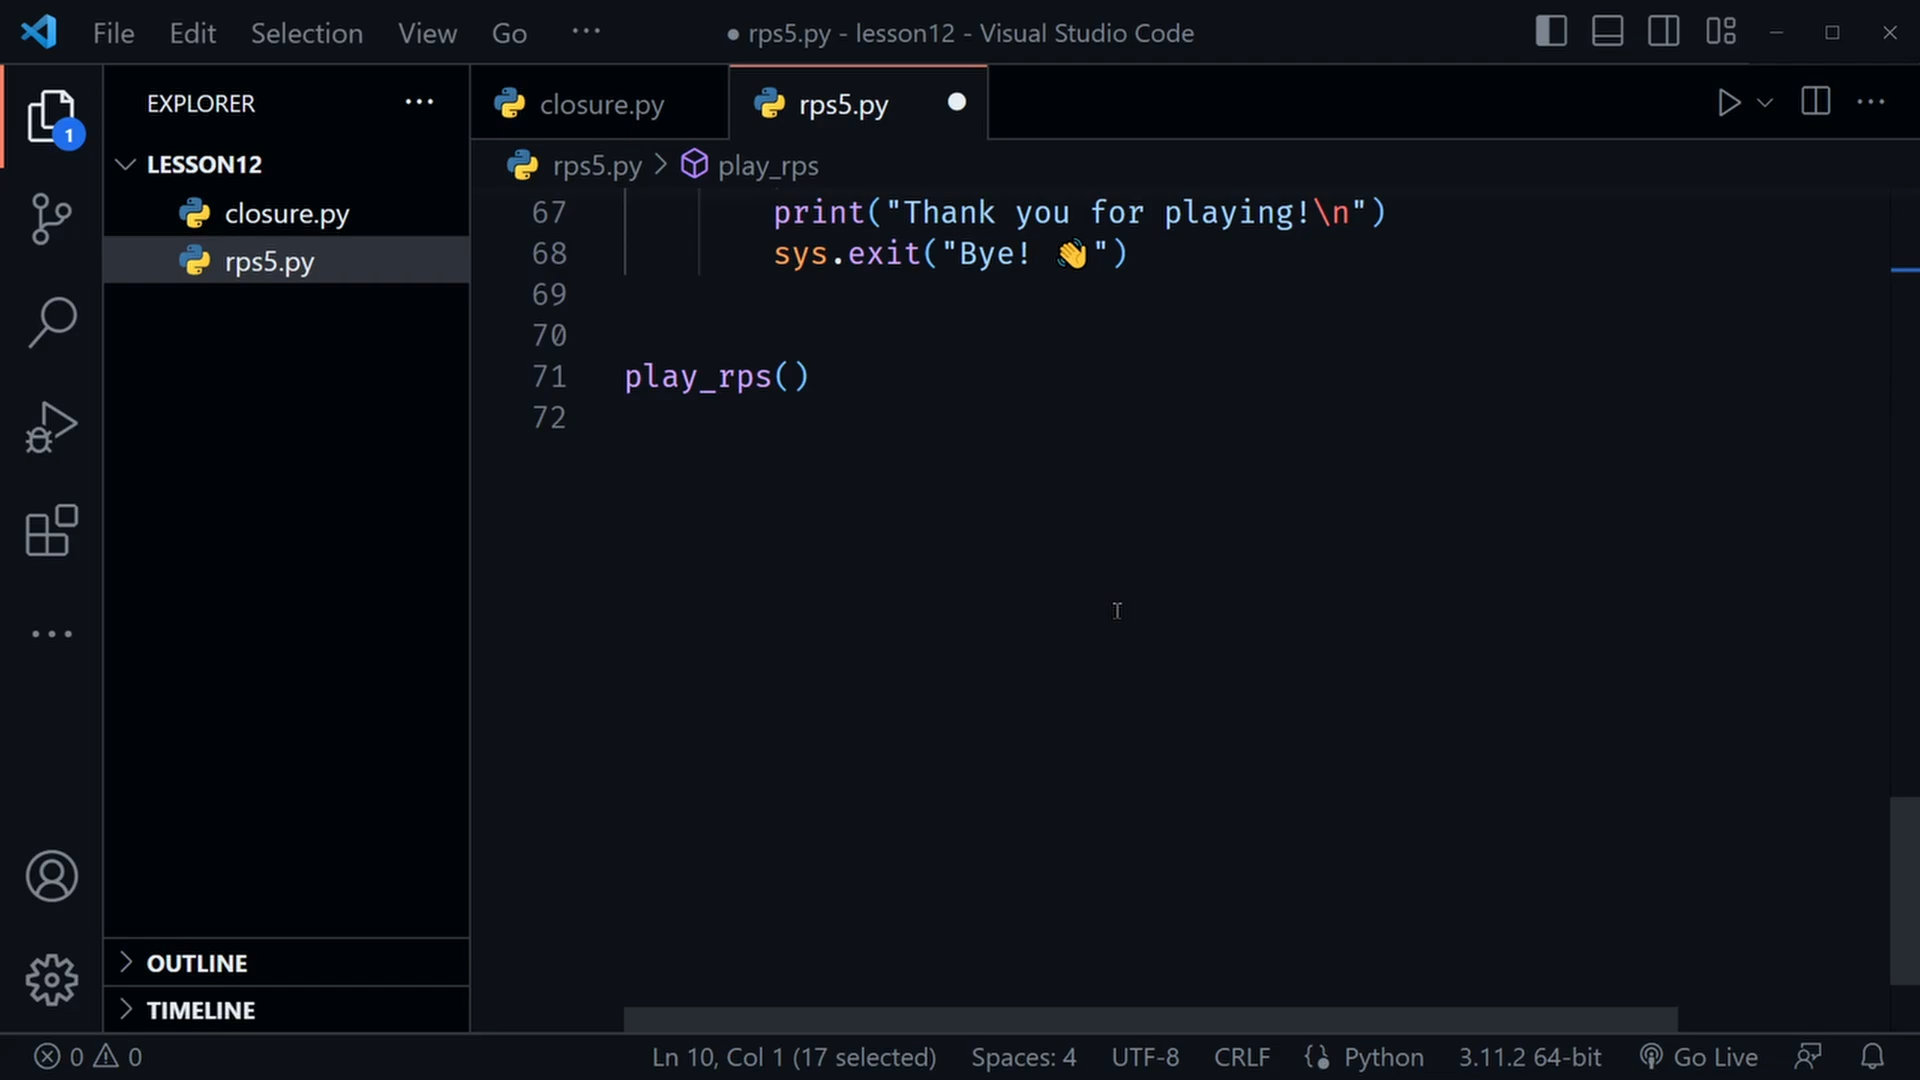 File Edit Selection View Go ···
● rps5.py - lesson12 - Visual Studio Code
EXPLORER
1
LESSON12
closure.py
rps5.py
OUTLINE
TIMELINE
closure.py
rps5.py
rps5.py > play_rps
67 print("Thank you for playing!\n")
68 sys.exit("Bye! 👋")
69
70
71 play_rps()
72
0 0
Ln 10, Col 1 (17 selected) Spaces: 4 UTF-8 CRLF Python 3.11.2 64-bit Go Live